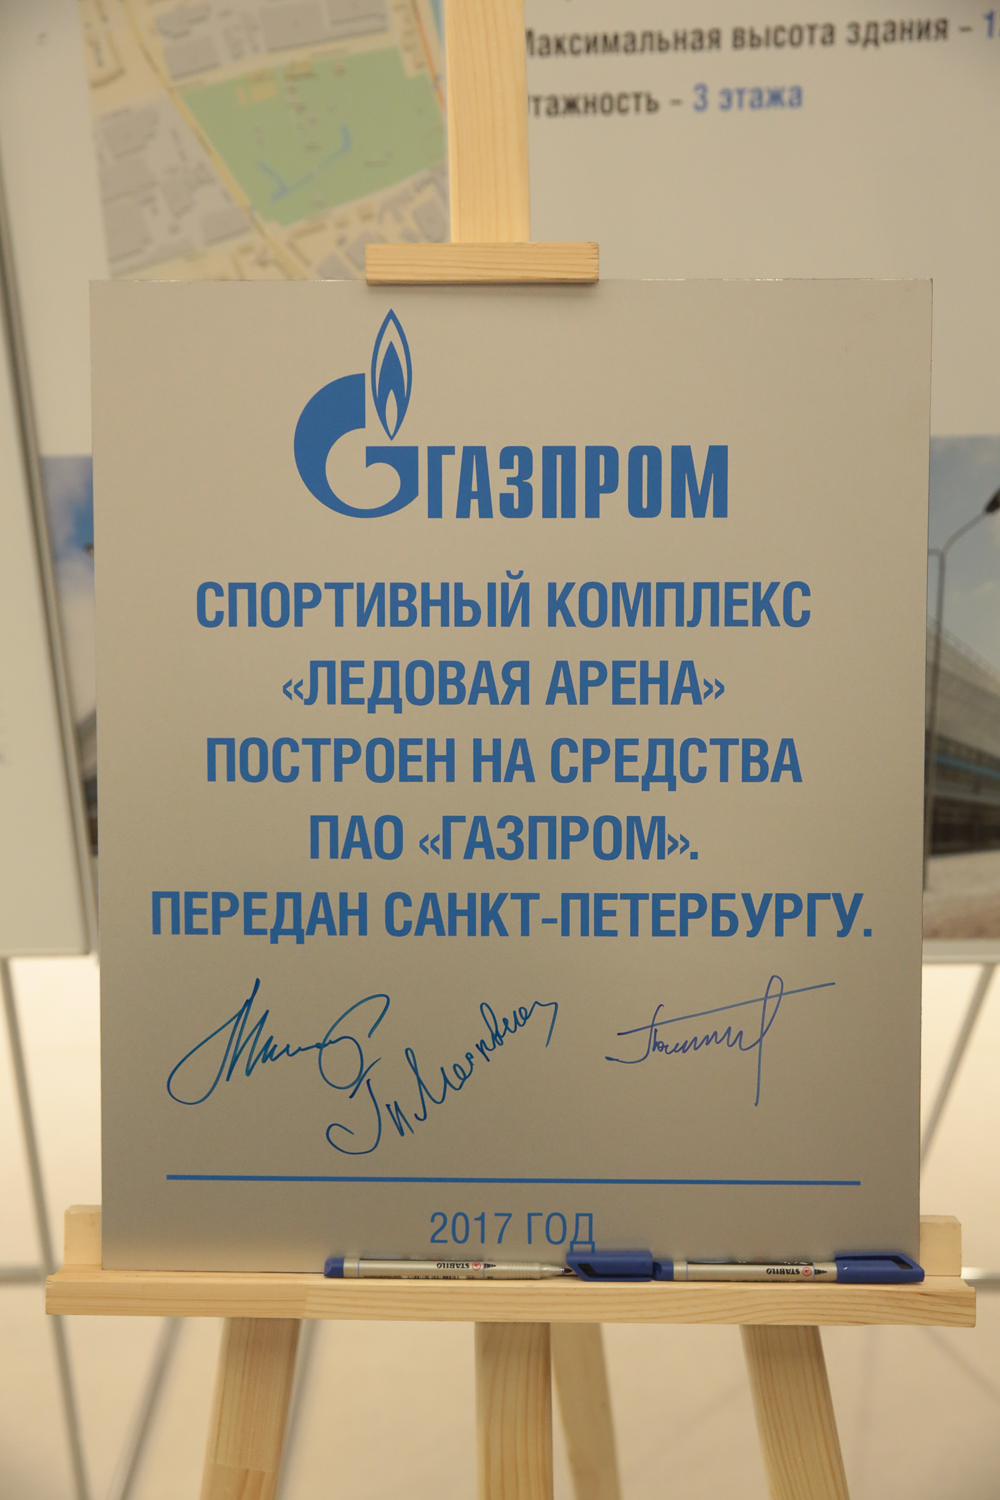 Максимальная высота здания –
Этажность – 3 этажа
ГАЗПРОМ
СПОРТИВНЫЙ КОМПЛЕКС
«ЛЕДОВАЯ АРЕНА»
ПОСТРОЕН НА СРЕДСТВА
ПАО «ГАЗПРОМ».
ПЕРЕДАН САНКТ-ПЕТЕРБУРГУ.
2017 ГОД
STABILO
STABILO